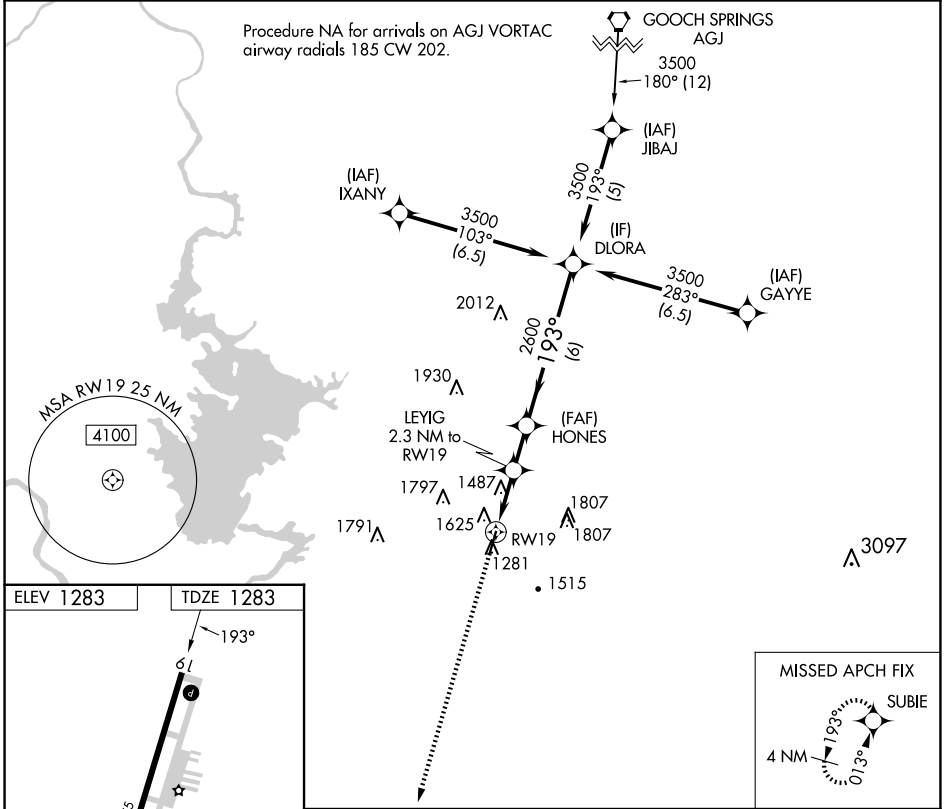 Procedure NA for arrivals on AGJ VORTAC
airway radials 185 CW 202.
GOOCH SPRINGS
AGJ
3500
180° (12)
(IAF)
JIBAJ
3500
193°
(5)
(IAF)
IXANY
3500
103°
(6.5)
(IF)
DLORA
3500
283°
(6.5)
(IAF)
GAYYE
2012
2600
193°
(6)
1930
MSA RW19 25 NM
4100
LEYIG
2.3 NM to
RW19
(FAF)
HONES
1797
1487
1625
1807
1807
1791
RW19
1281
3097
1515
ELEV 1283
TDZE 1283
193°
19
P
MISSED APCH FIX
SUBIE
193°
4 NM
013°